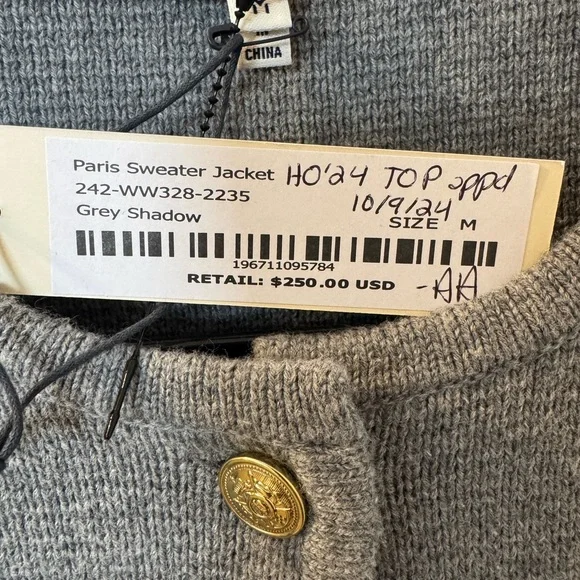 M
IN
CHINA
Paris Sweater Jacket HO'24 TOP appd
242-WW328-2235 10/9/24
Grey Shadow SIZE M
196711095784
RETAIL: $250.00 USD -AA